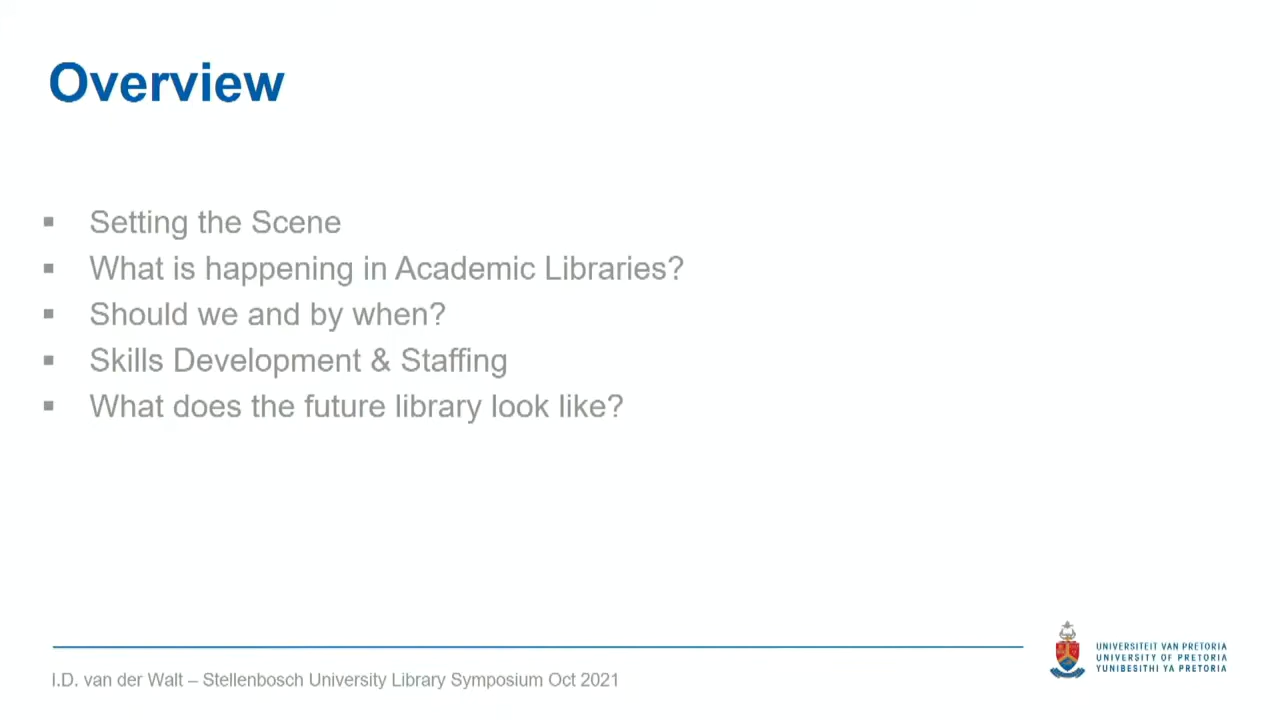 Overview
▪ Setting the Scene
▪ What is happening in Academic Libraries?
▪ Should we and by when?
▪ Skills Development & Staffing
▪ What does the future library look like?
I.D. van der Walt – Stellenbosch University Library Symposium Oct 2021
UNIVERSITEIT VAN PRETORIA
UNIVERSITY OF PRETORIA
YUNIBESITHI YA PRETORIA